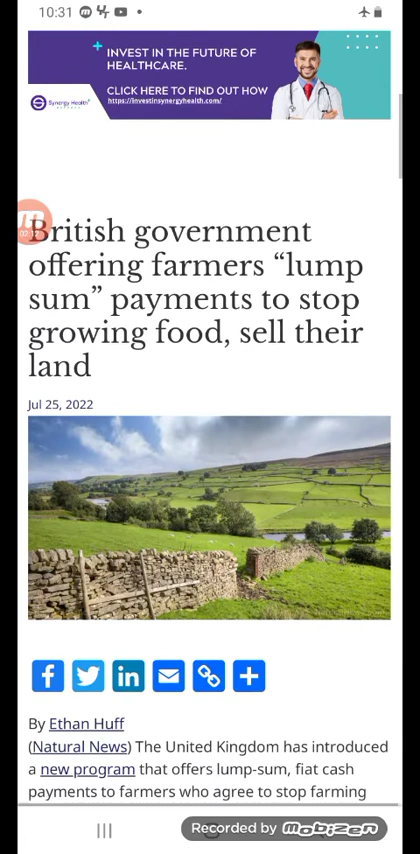 10:31
INVEST IN THE FUTURE OF
HEALTHCARE.
Synergy Health
CLICK HERE TO FIND OUT HOW
https://investinsynergyhealth.com/
British government
offering farmers “lump
sum” payments to stop
growing food, sell their
land
Jul 25, 2022
By Ethan Huff
(Natural News) The United Kingdom has introduced
a new program that offers lump-sum, fiat cash
payments to farmers who agree to stop farming
Recorded by mobizen